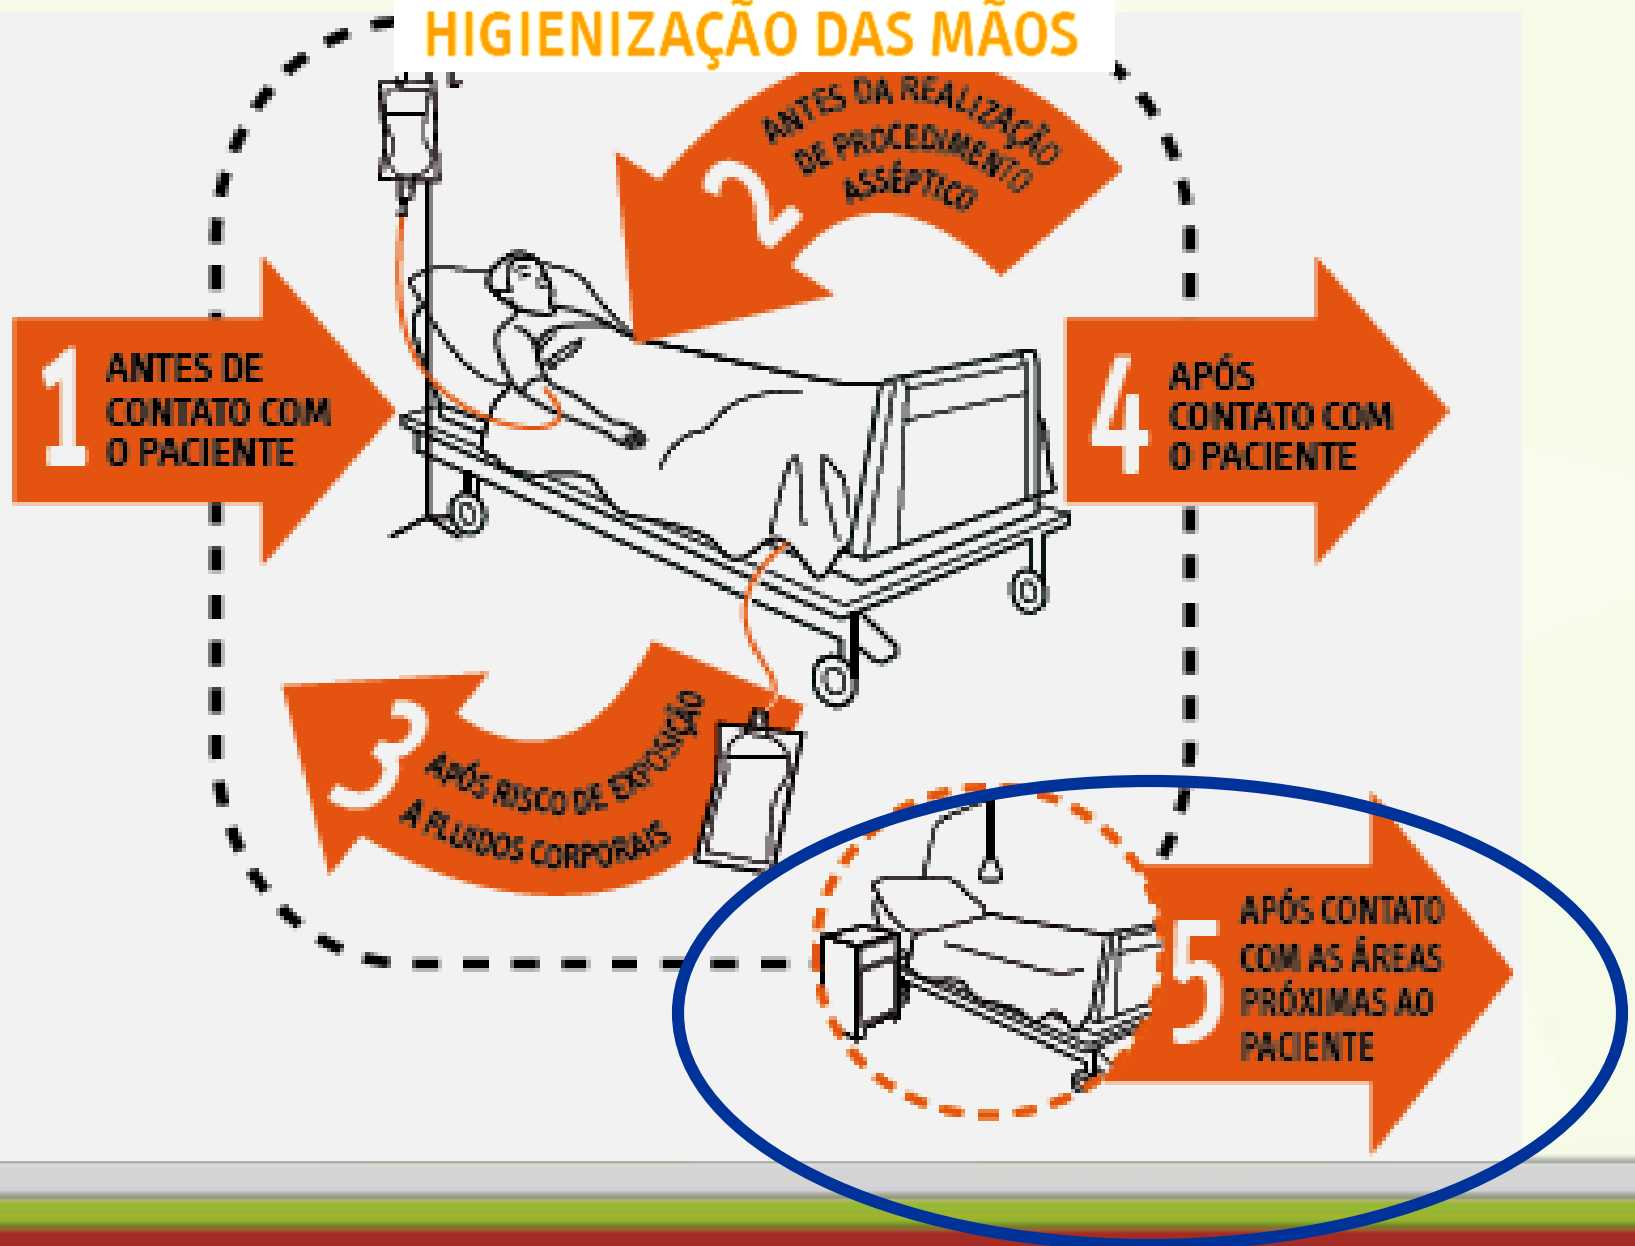 HIGIENIZAÇÃO DAS MÃOS
1
ANTES DE
CONTATO COM
O PACIENTE
2
ANTES DA REALIZAÇÃO
DE PROCEDIMENTO
ASSÉPTICO
3
APÓS RISCO DE EXPOSIÇÃO
A FLUIDOS CORPORAIS
4
APÓS
CONTATO COM
O PACIENTE
5
APÓS CONTATO
COM AS ÁREAS
PRÓXIMAS AO
PACIENTE